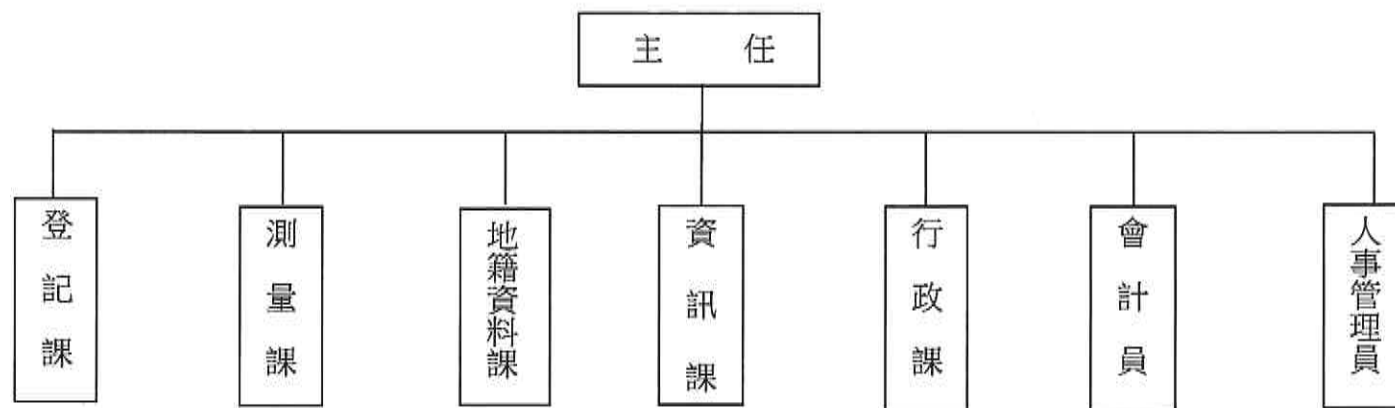 主 任
登記課
測量課
地籍資料課
資訊課
行政課
會計員
人事管理員